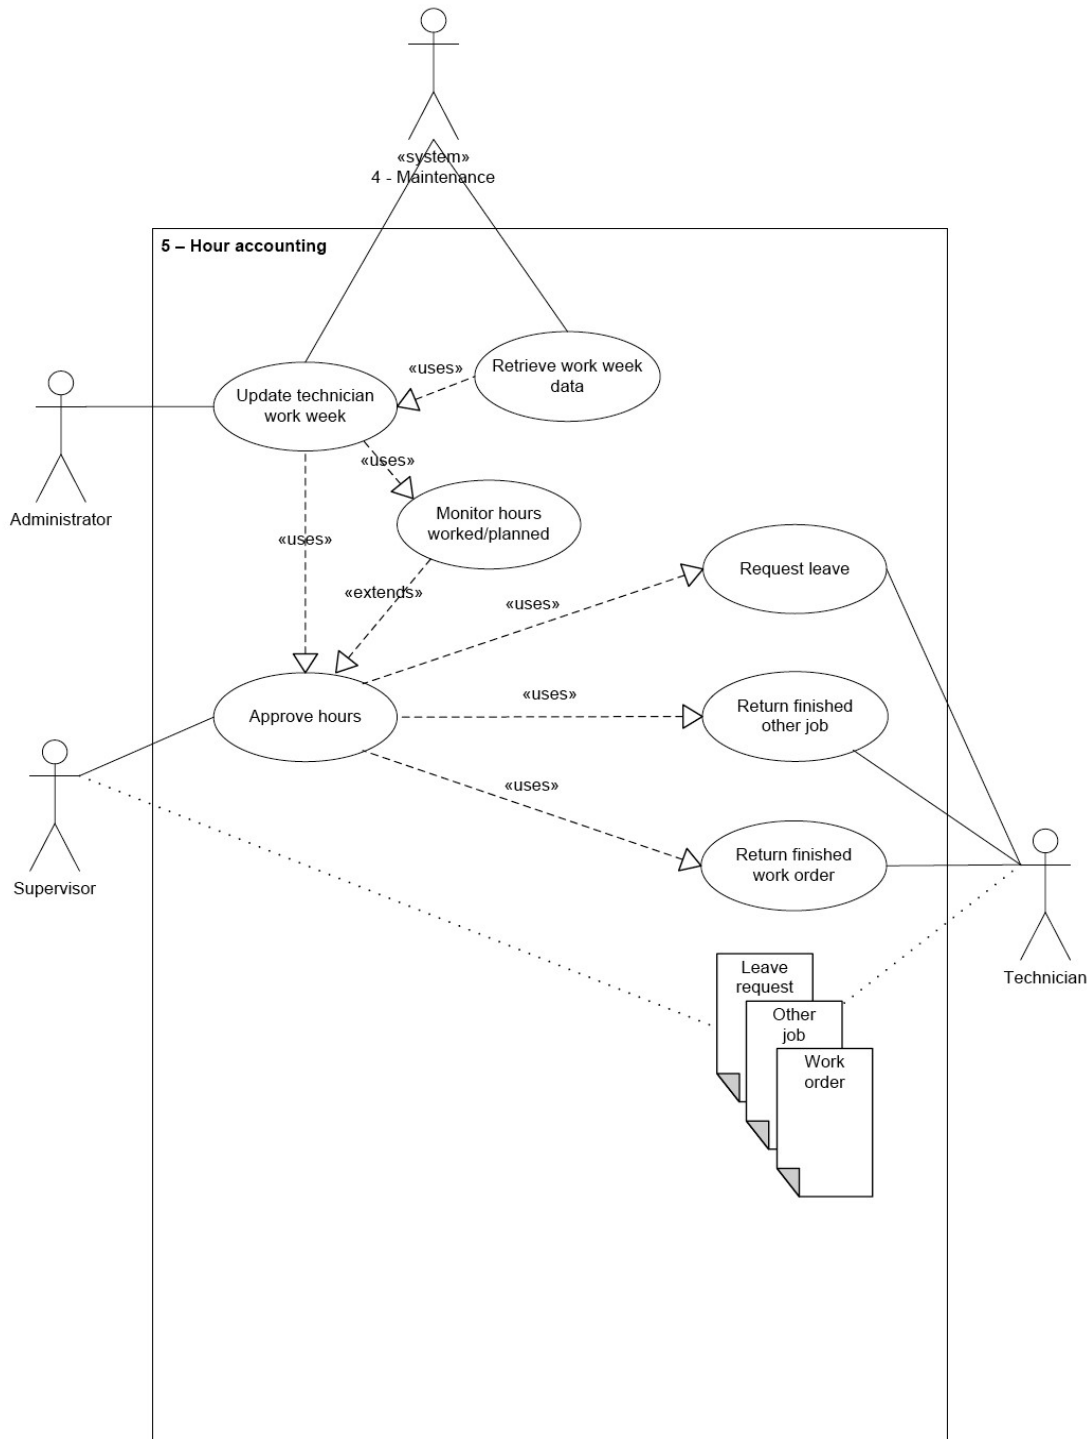 «system»
4 - Maintenance
5 – Hour accounting
«uses»
Retrieve work week
data
Update technician
work week
«uses»
Administrator
Monitor hours
worked/planned
«uses»
Request leave
«extends»
«uses»
«uses»
Return finished
other job
Approve hours
«uses»
Return finished
work order
Supervisor
Technician
Leave
request
Other
job
Work
order